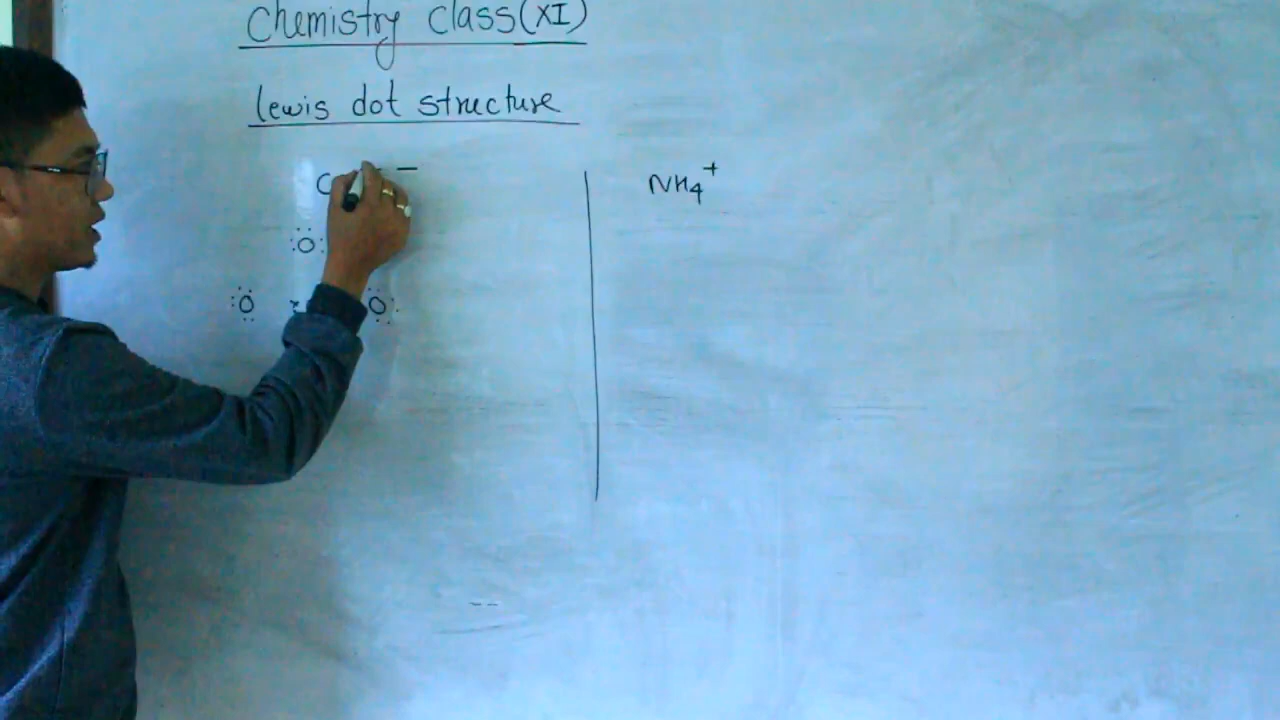 Chemistry Class(XI)
lewis dot structure
C –
NH4+
:O:
:O: × O: